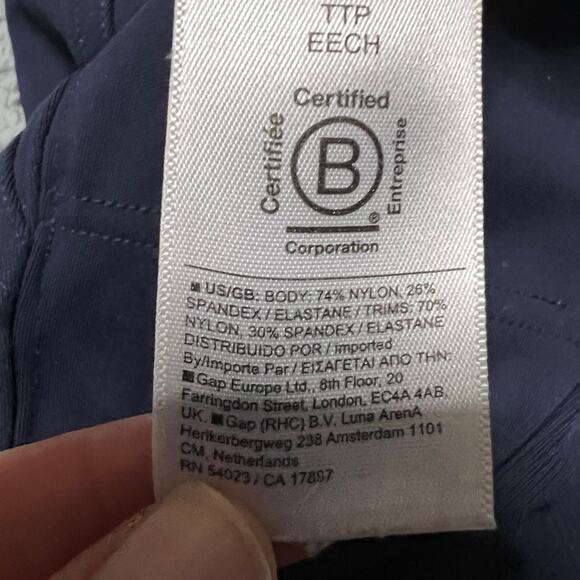 TTP
EECH
Certified
Certifiée
B
Entreprise
®
Corporation
US/GB: BODY: 74% NYLON, 26%
SPANDEX / ELASTANE / TRIMS: 70%
NYLON, 30% SPANDEX / ELASTANE
DISTRIBUIDO POR / imported
By/Importe Par / ΕΙΣΑΓΕΤΑΙ ΑΠΟ ΤΗΝ:
Gap Europe Ltd., 8th Floor, 20
Farringdon Street, London, EC4A 4AB,
UK. Gap (RHC) B.V. Luna ArenA
Herikerbergweg 238 Amsterdam 1101
CM, Netherlands
RN 54023 / CA 17897